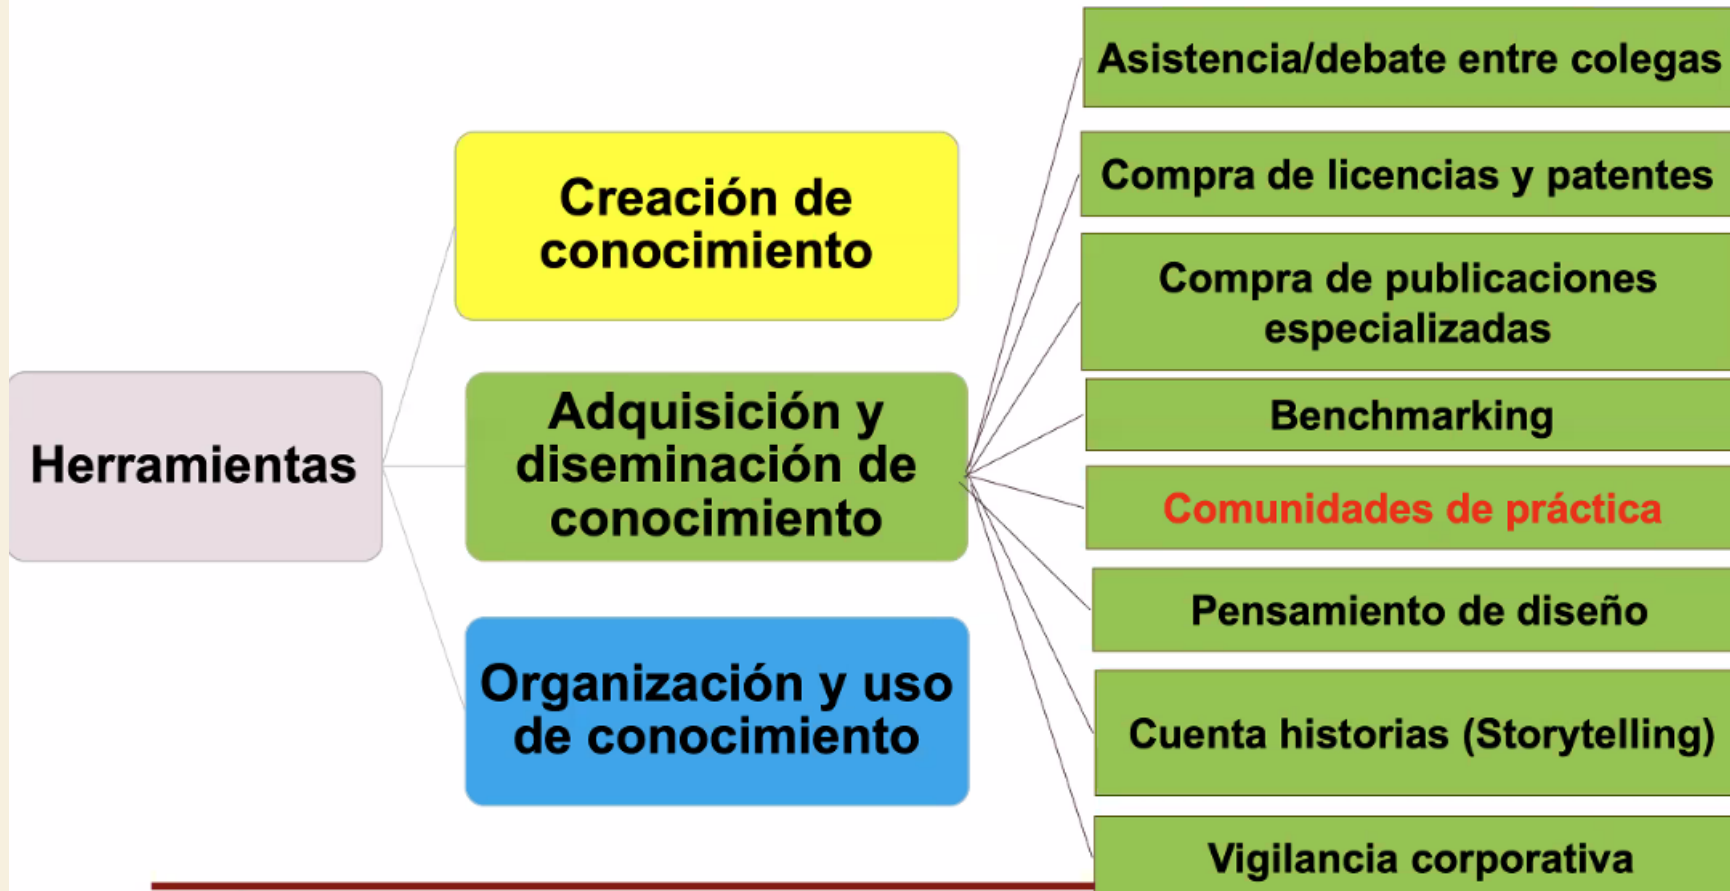 Herramientas
Creación de
conocimiento
Adquisición y
diseminación de
conocimiento
Organización y uso
de conocimiento
Asistencia/debate entre colegas
Compra de licencias y patentes
Compra de publicaciones
especializadas
Benchmarking
Comunidades de práctica
Pensamiento de diseño
Cuenta historias (Storytelling)
Vigilancia corporativa